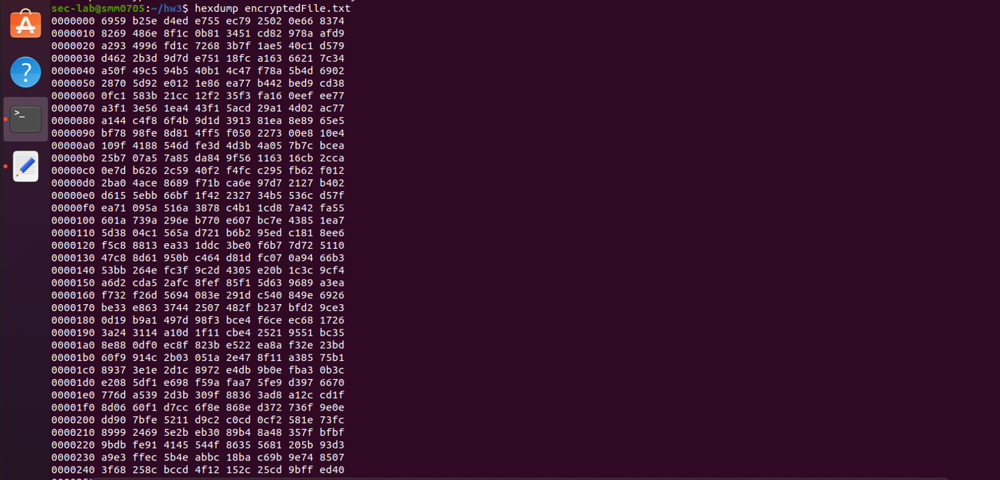 sec-lab@smm0705:~/hw3$ hexdump encryptedFile.txt
0000000 6959 b25e d4ed e755 ec79 2502 0e66 8374
0000010 8269 486e 8f1c 0b81 3451 cd82 978a afd9
0000020 a293 4996 fd1c 7268 3b7f 1ae5 40c1 d579
0000030 d462 2b3d 9d7d e751 18fc a163 6621 7c34
0000040 a50f 49c5 94b5 40b1 4c47 f78a 5b4d 6902
0000050 2870 5d92 e012 1e86 ea77 b442 bed9 cd38
0000060 0fc1 583b 21cc 12f2 35f3 fa16 0eef ee77
0000070 a3f1 3e56 1ea4 43f1 5acd 29a1 4d02 ac77
0000080 a144 c4f8 6f4b 9d1d 3913 81ea 8e89 65e5
0000090 bf78 98fe 8d81 4ff5 f050 2273 00e8 10e4
00000a0 109f 4188 546d fe3d 4d3b 4a05 7b7c bcea
00000b0 25b7 07a5 7a85 da84 9f56 1163 16cb 2cca
00000c0 0e7d b626 2c59 40f2 f4fc c295 fb62 f012
00000d0 2ba0 4ace 8689 f71b ca6e 97d7 2127 b402
00000e0 d615 5ebb 66bf 1f42 2327 34b5 536c d57f
00000f0 ea71 095a 516a 3878 c4b1 1cd8 7a42 fa55
0000100 601a 739a 296e b770 e607 bc7e 4385 1ea7
0000110 5d38 04c1 565a d721 b6b2 95ed c181 8ee6
0000120 f5c8 8813 ea33 1ddc 3be0 f6b7 7d72 5110
0000130 47c8 8d61 950b c464 d81d fc07 0a94 66b3
0000140 53bb 264e fc3f 9c2d 4305 e20b 1c3c 9cf4
0000150 a6d2 cda5 2afc 8fef 85f1 5d63 9689 a3ea
0000160 f732 f26d 5694 083e 291d c540 849e 6926
0000170 be33 e863 3744 2507 482f b237 bfd2 9ce3
0000180 0d19 b9a1 497d 98f3 bce4 f6ce ec68 1726
0000190 3a24 3114 a10d 1f11 cbe4 2521 9551 bc35
00001a0 8e88 0df0 ec8f 823b e522 ea8a f32e 23bd
00001b0 60f9 914c 2b03 051a 2e47 8f11 a385 75b1
00001c0 8937 3e1e 2d1c 8972 e4db 9b0e fba3 0b3c
00001d0 e208 5df1 e698 f59a faa7 5fe9 d397 6670
00001e0 776d a539 2d3b 309f 8836 3ad8 a12c cd1f
00001f0 8d06 60f1 d7cc 6f8e 868e d372 736f 9e0e
0000200 dd90 7bfe 5211 d9c2 c0cd 0cf2 581e 73fc
0000210 8999 2469 5e2b eb30 89b4 8a48 357f bfbf
0000220 9bdb fe91 4145 544f 8635 5681 205b 93d3
0000230 a9e3 ffec 5b4e abbc 18ba c69b 9e74 8507
0000240 3f68 258c bccd 4f12 152c 25cd 9bff ed40